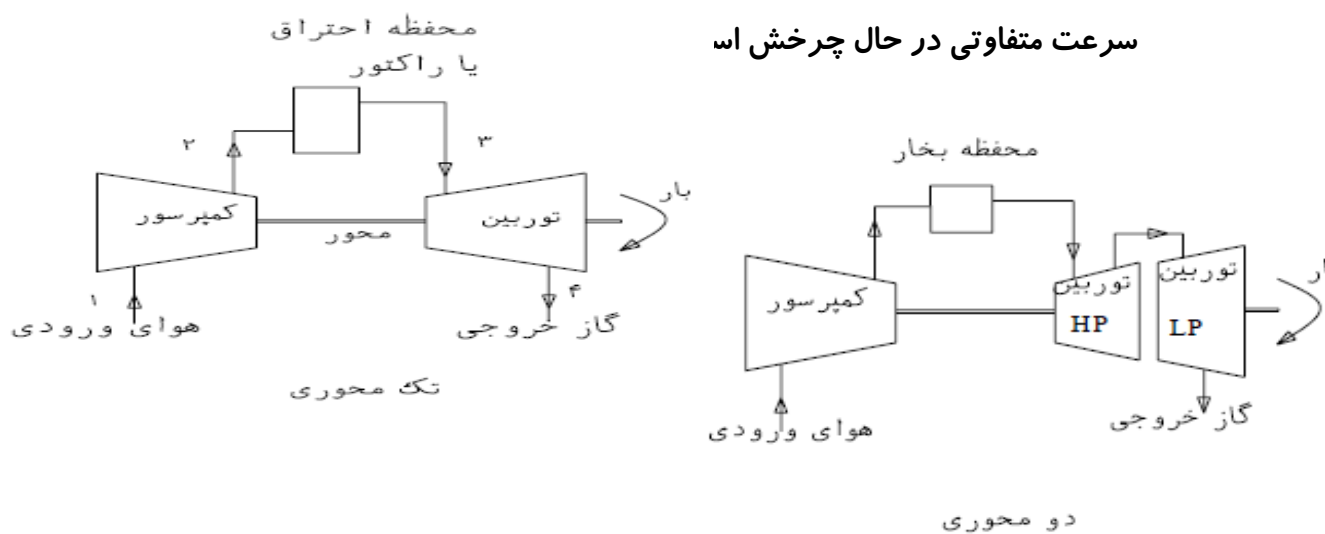 سرعت متفاوتی در حال چرخش
محفظه احتراق
یا راکتور
۲
۳
کمپرسور
محور
توربین
بار
۱
هوای ورودی
۴
گاز خروجی
تک محوری
محفظه بخار
کمپرسور
توربین
HP
توربین
LP
هوای ورودی
گاز خروجی
دو محوری